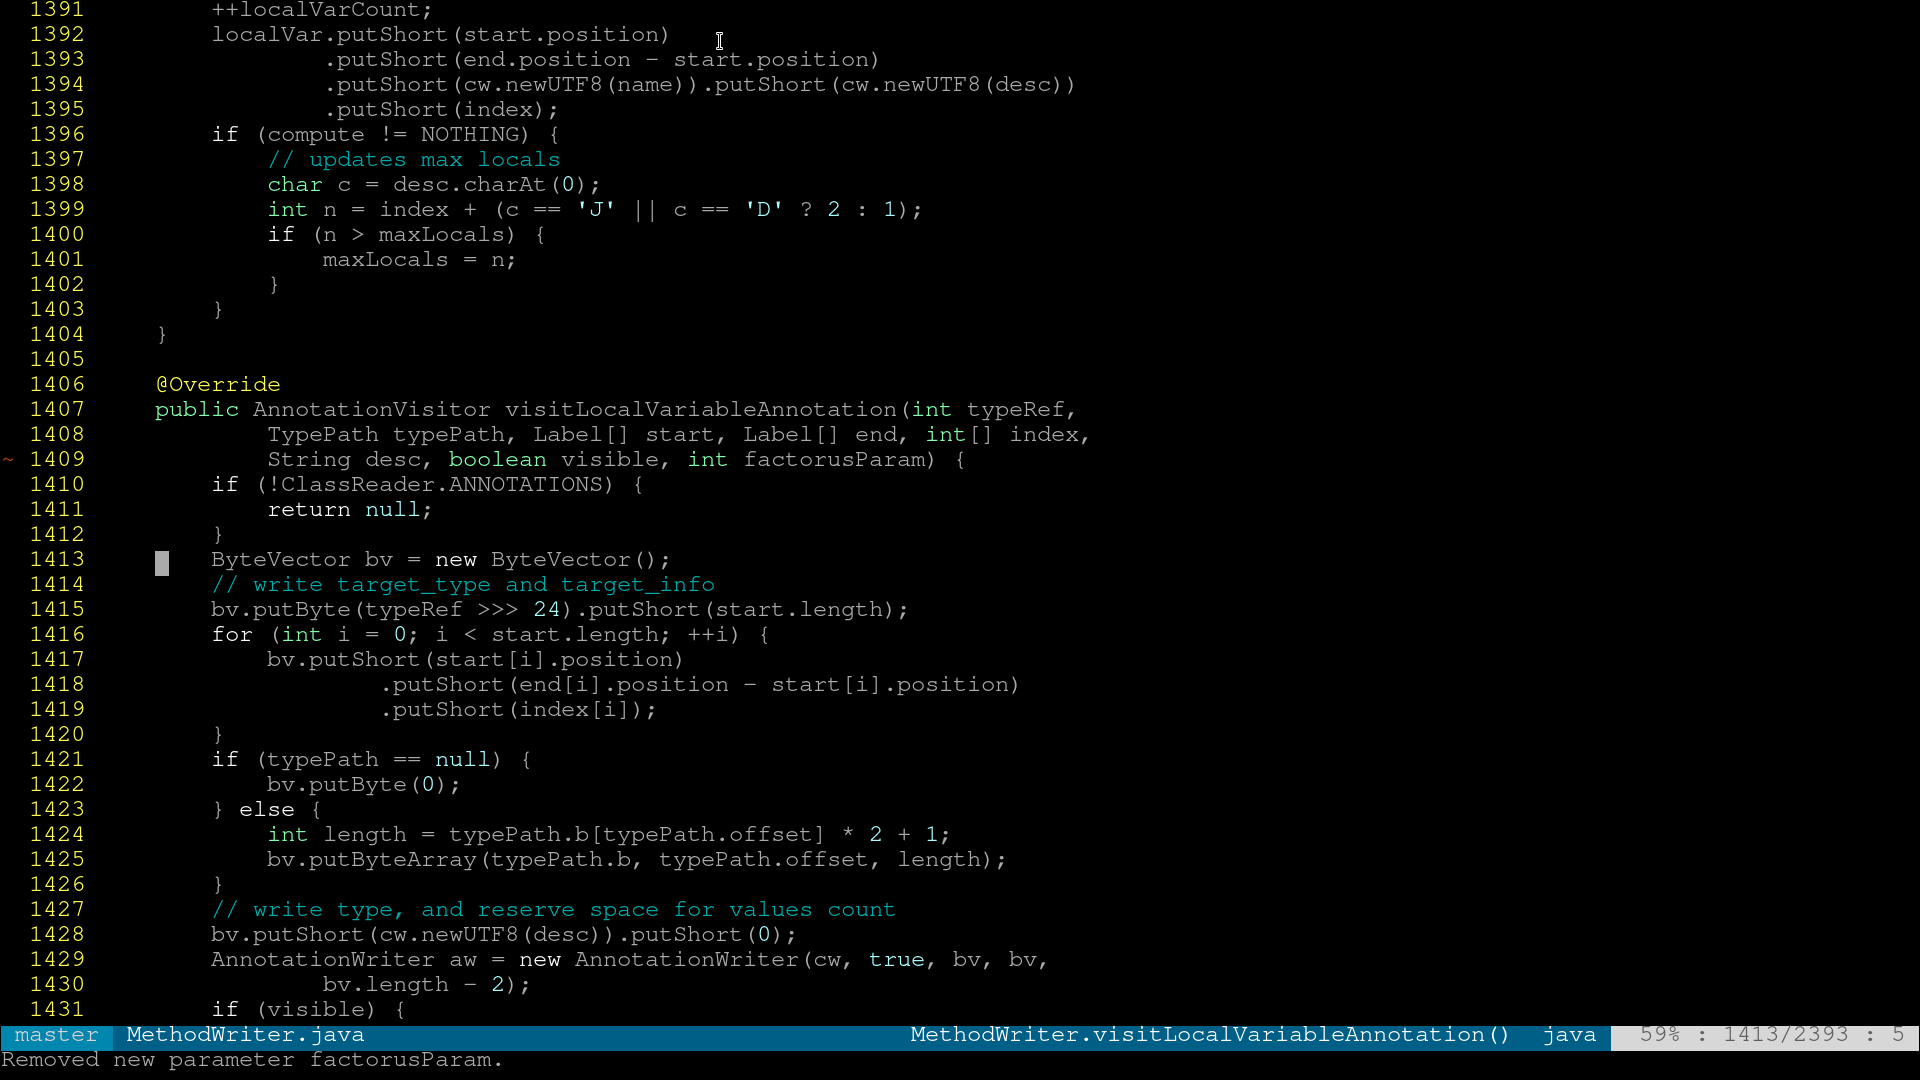 1391 ++localVarCount;
1392 localVar.putShort(start.position)
1393 .putShort(end.position - start.position)
1394 .putShort(cw.newUTF8(name)).putShort(cw.newUTF8(desc))
1395 .putShort(index);
1396 if (compute != NOTHING) {
1397 // updates max locals
1398 char c = desc.charAt(0);
1399 int n = index + (c == 'J' || c == 'D' ? 2 : 1);
1400 if (n > maxLocals) {
1401 maxLocals = n;
1402 }
1403 }
1404 }
1405
1406 @Override
1407 public AnnotationVisitor visitLocalVariableAnnotation(int typeRef,
1408 TypePath typePath, Label[] start, Label[] end, int[] index,
~ 1409 String desc, boolean visible, int factorusParam) {
1410 if (!ClassReader.ANNOTATIONS) {
1411 return null;
1412 }
1413 ByteVector bv = new ByteVector();
1414 // write target_type and target_info
1415 bv.putByte(typeRef >>> 24).putShort(start.length);
1416 for (int i = 0; i < start.length; ++i) {
1417 bv.putShort(start[i].position)
1418 .putShort(end[i].position - start[i].position)
1419 .putShort(index[i]);
1420 }
1421 if (typePath == null) {
1422 bv.putByte(0);
1423 } else {
1424 int length = typePath.b[typePath.offset] * 2 + 1;
1425 bv.putByteArray(typePath.b, typePath.offset, length);
1426 }
1427 // write type, and reserve space for values count
1428 bv.putShort(cw.newUTF8(desc)).putShort(0);
1429 AnnotationWriter aw = new AnnotationWriter(cw, true, bv, bv,
1430 bv.length - 2);
1431 if (visible) {
master MethodWriter.java MethodWriter.visitLocalVariableAnnotation() java 59% : 1413/2393 : 5
Removed new parameter factorusParam.